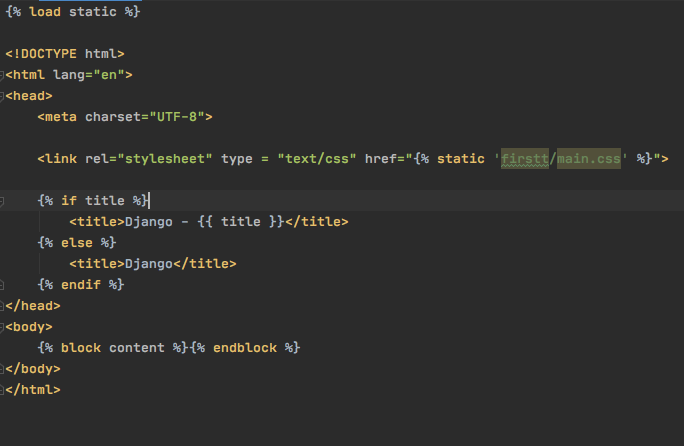 {% load static %}
<!DOCTYPE html>
<html lang="en">
<head>
<meta charset="UTF-8">
<link rel="stylesheet" type = "text/css" href="{% static 'firstt/main.css' %}">
{% if title %}
<title>Django - {{ title }}</title>
{% else %}
<title>Django</title>
{% endif %}
</head>
<body>
{% block content %}{% endblock %}
</body>
</html>